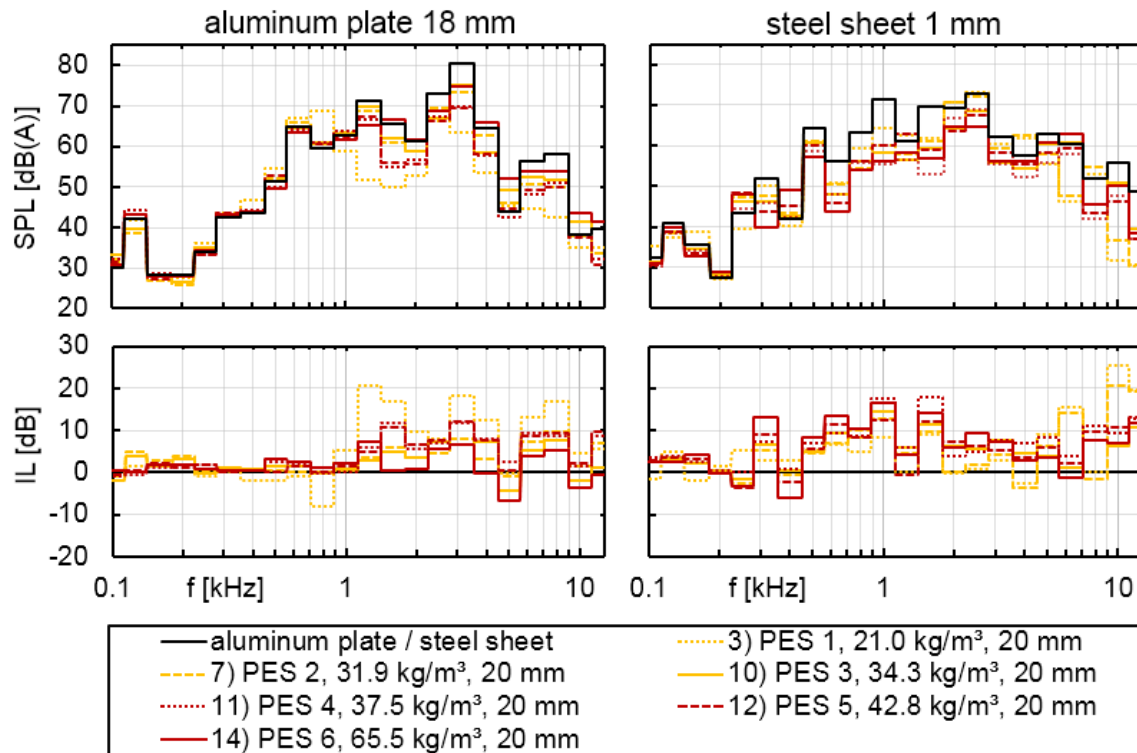 aluminum plate 18 mm
steel sheet 1 mm
SPL [dB(A)]
80
70
60
50
40
30
20
IL [dB]
30
20
10
0
-10
-20
0.1 f [kHz] 1 10
0.1 f [kHz] 1 10
aluminum plate / steel sheet
3) PES 1, 21.0 kg/m³, 20 mm
7) PES 2, 31.9 kg/m³, 20 mm
10) PES 3, 34.3 kg/m³, 20 mm
11) PES 4, 37.5 kg/m³, 20 mm
12) PES 5, 42.8 kg/m³, 20 mm
14) PES 6, 65.5 kg/m³, 20 mm